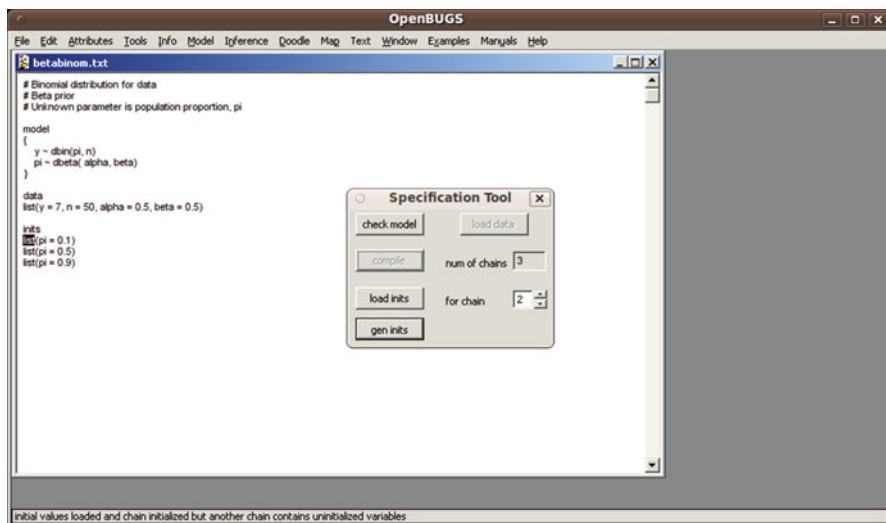 OpenBUGS
File Edit Attributes Tools Info Model Inference Doodle Map Text Window Examples Manuals Help
betabinom.txt
# Binomial distribution for data
# Beta prior
# Unknown parameter is population proportion, pi
model
{
y ~ dbin(pi, n)
pi ~ dbeta( alpha, beta)
}
data
list(y = 7, n = 50, alpha = 0.5, beta = 0.5)
inits
list(pi = 0.1)
list(pi = 0.5)
list(pi = 0.9)
Specification Tool
check model load data
compile num of chains 3
load inits for chain 2
gen inits
initial values loaded and chain initialized but another chain contains uninitialized variables